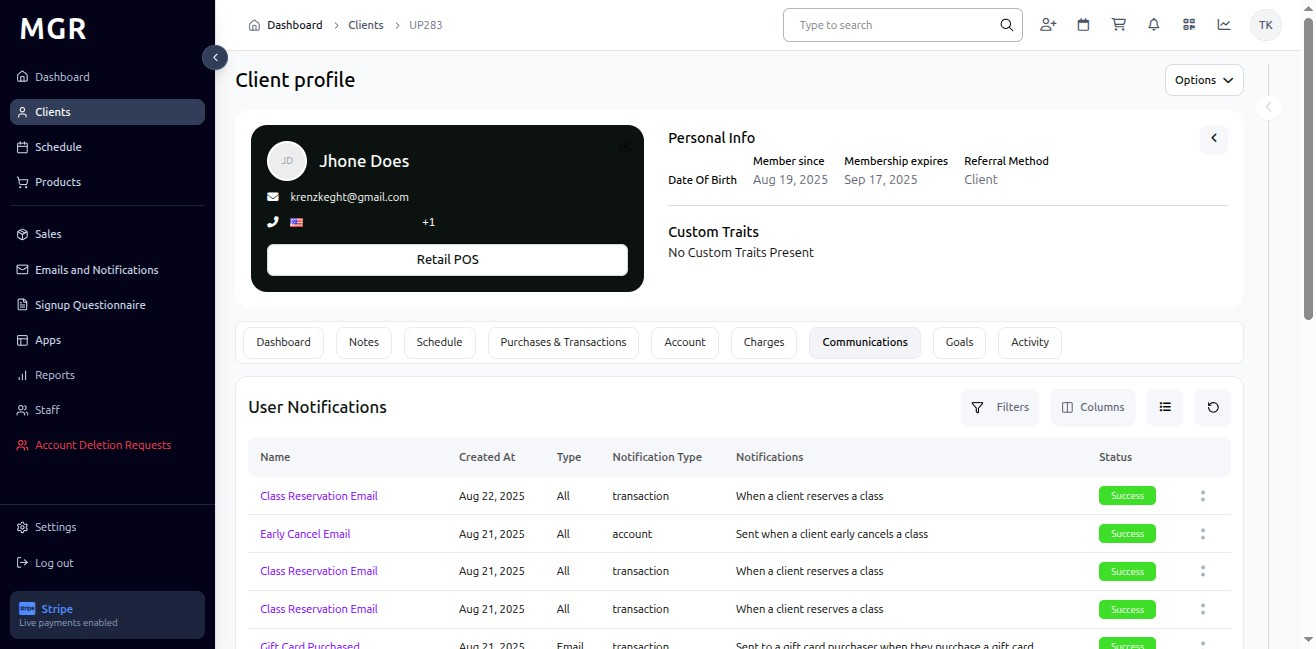 MGR
Dashboard
Clients
Schedule
Products
Sales
Emails and Notifications
Signup Questionnaire
Apps
Reports
Staff
Account Deletion Requests
Settings
Log out
stripe Stripe
Live payments enabled
Dashboard > Clients > UP283
Type to search
TK
Client profile
Options
JD Jhone Does
krenzkeght@gmail.com
+1
Retail POS
Personal Info
Date Of Birth
Member since Membership expires Referral Method
Aug 19, 2025 Sep 17, 2025 Client
Custom Traits
No Custom Traits Present
Dashboard Notes Schedule Purchases & Transactions Account Charges Communications Goals Activity
User Notifications Filters Columns
Name Created At Type Notification Type Notifications Status
Class Reservation Email Aug 22, 2025 All transaction When a client reserves a class Success
Early Cancel Email Aug 21, 2025 All account Sent when a client early cancels a class Success
Class Reservation Email Aug 21, 2025 All transaction When a client reserves a class Success
Class Reservation Email Aug 21, 2025 All transaction When a client reserves a class Success
Gift Card Purchased Aug 21, 2025 Email transaction Sent to a gift card purchaser when they purchase a gift card Success